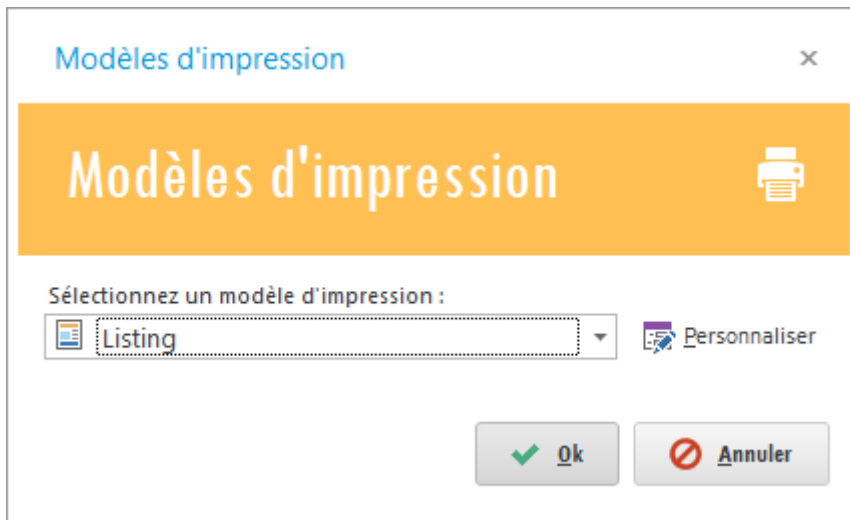 Modèles d'impression
Modèles d'impression
Sélectionnez un modèle d'impression :
Listing
Personnaliser
Ok
Annuler